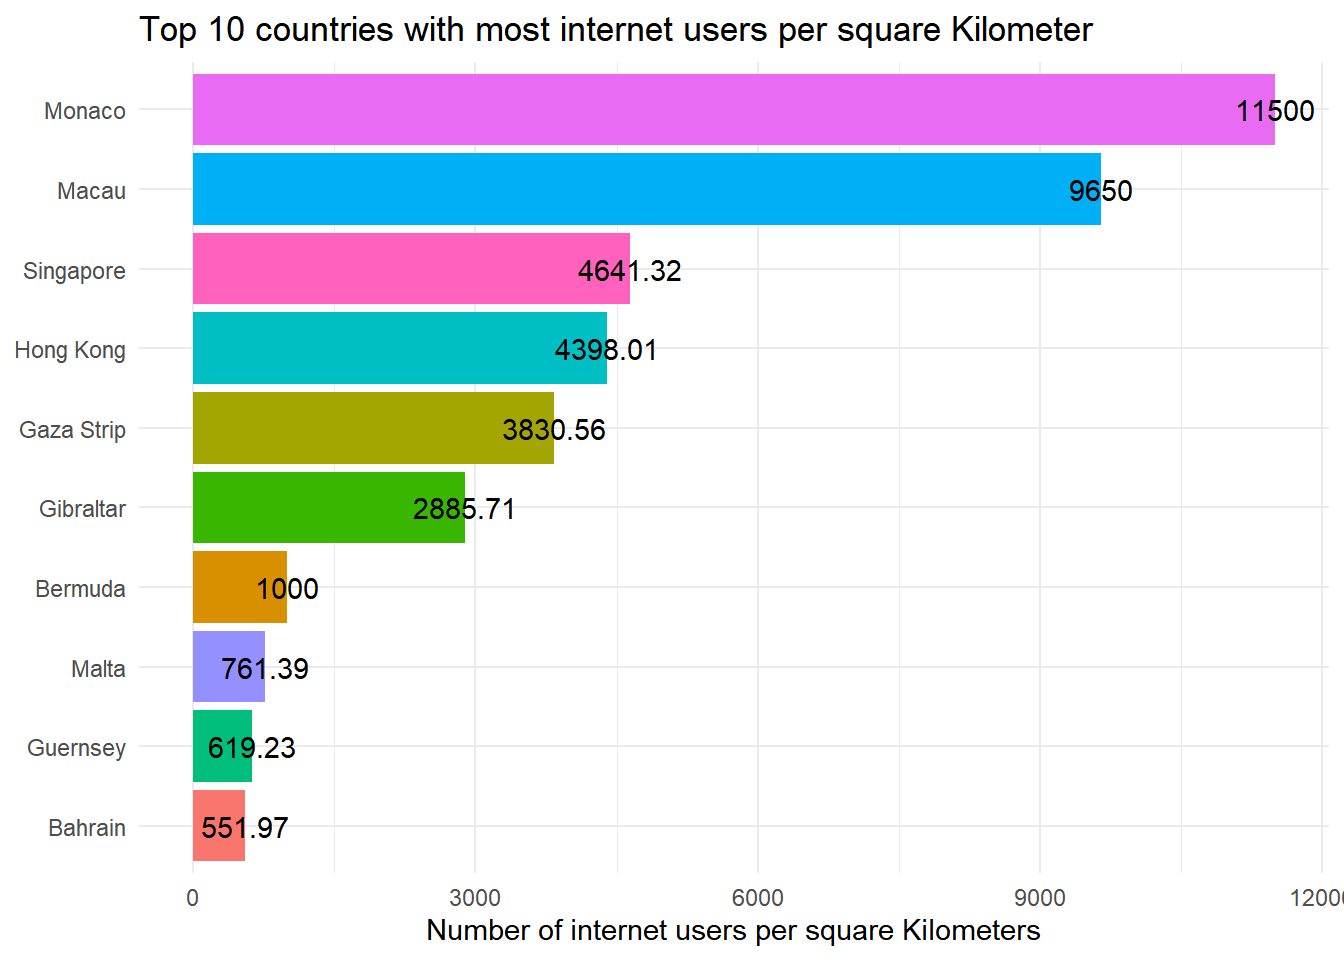 Top 10 countries with most internet users per square Kilometer
Monaco 11500
Macau 9650
Singapore 4641.32
Hong Kong 4398.01
Gaza Strip 3830.56
Gibraltar 2885.71
Bermuda 1000
Malta 761.39
Guernsey 619.23
Bahrain 551.97
0 3000 6000 9000 12000
Number of internet users per square Kilometers